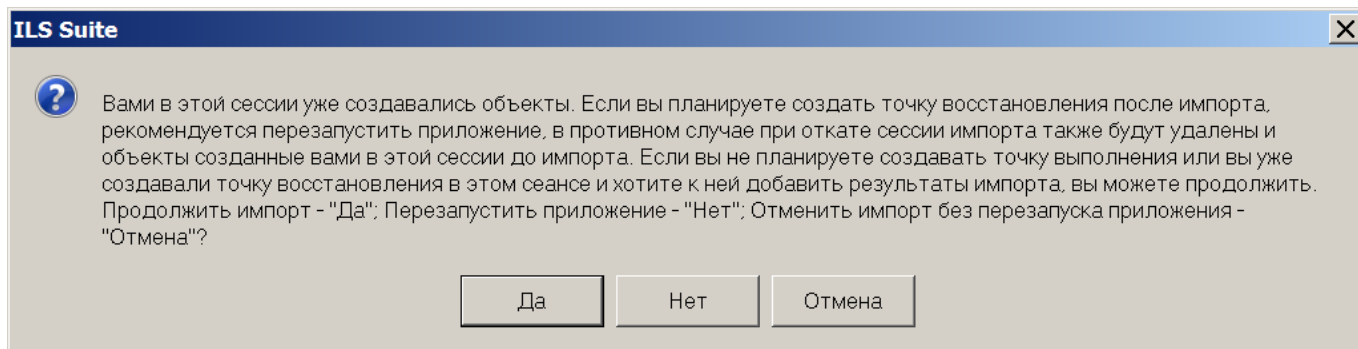 ILS Suite
Вами в этой сессии уже создавались объекты. Если вы планируете создать точку восстановления после импорта,
рекомендуется перезапустить приложение, в противном случае при откате сессии импорта также будут удалены и
объекты созданные вами в этой сессии до импорта. Если вы не планируете создавать точку выполнения или вы уже
создавали точку восстановления в этом сеансе и хотите к ней добавить результаты импорта, вы можете продолжить.
Продолжить импорт - "Да"; Перезапустить приложение - "Нет"; Отменить импорт без перезапуска приложения -
"Отмена"?
Да Нет Отмена